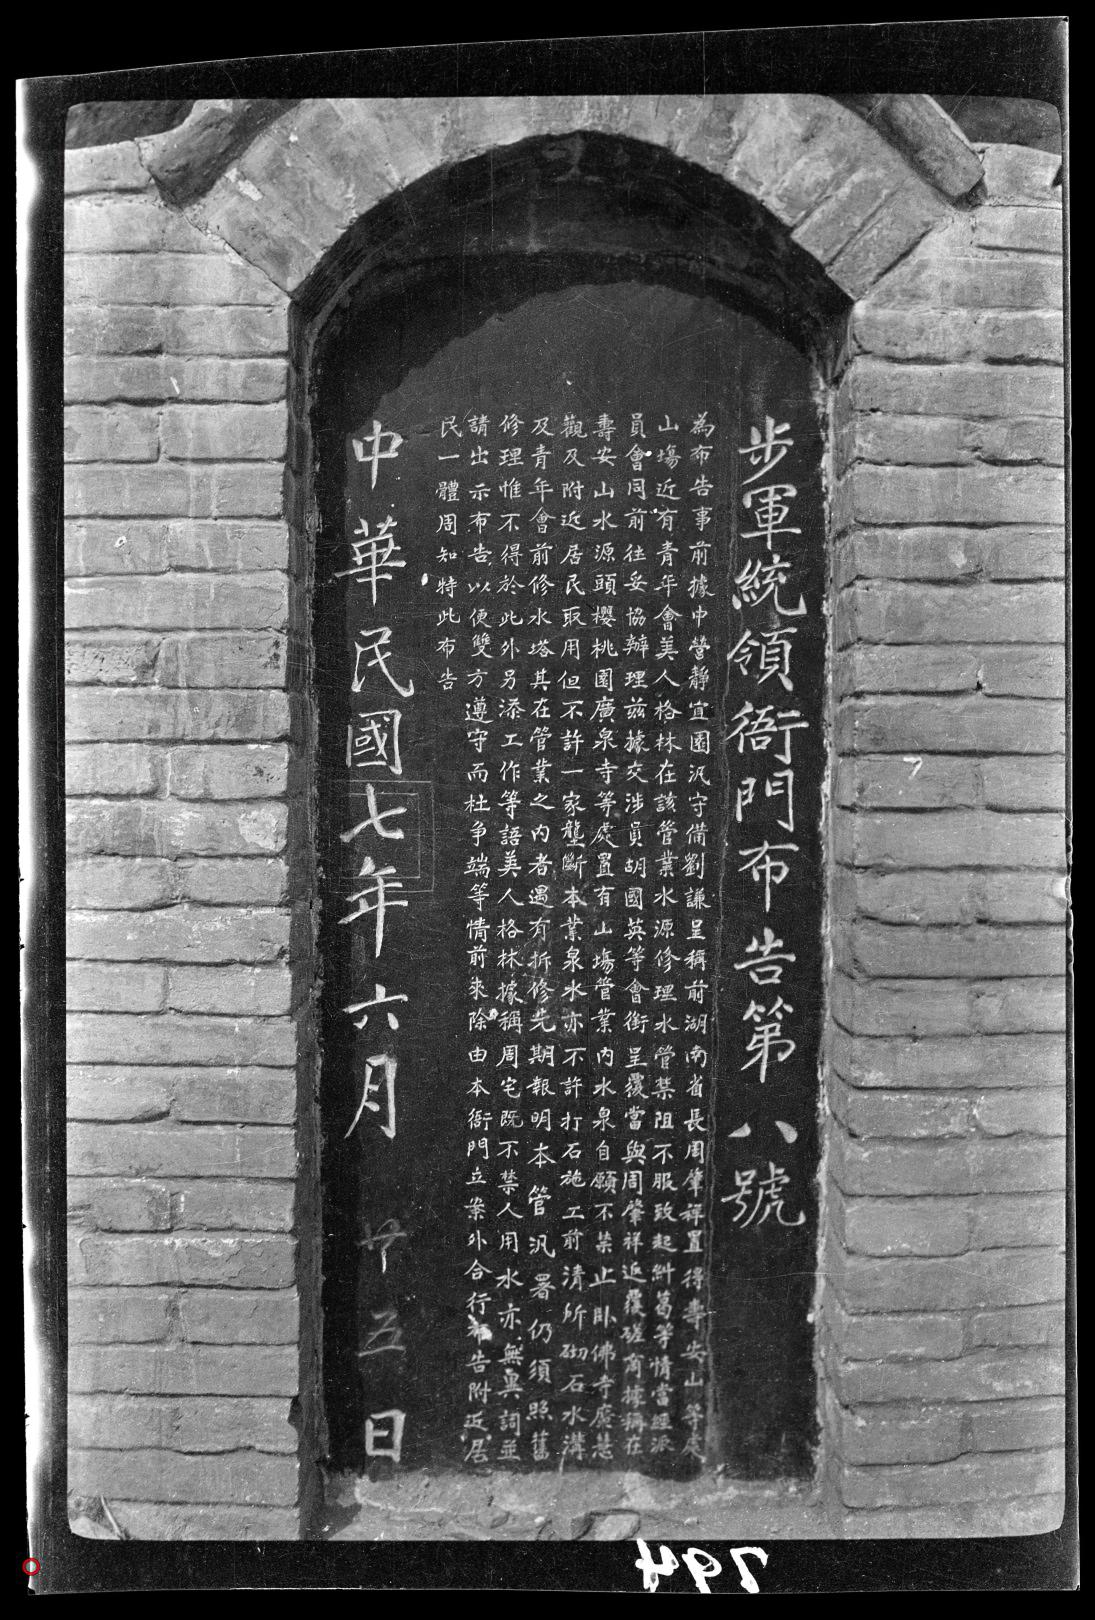 步軍統領衙門布告第八號
為布告事前據中營靜宜園汎守備劉謙呈稱前湖南省長周肇祥置得壽安山等處
山塲近有青年會美人格林在該管業水源修理水管禁阻不服致起糾葛等情當經派
員會同前往妥協辦理茲據交涉員胡國英等會銜呈覆當與周肇祥返覆磋商據稱在
壽安山水源頭櫻桃園廣泉寺等處置有山塲管業內水泉自願不禁止卧佛寺廣慧
觀及附近居民取用但不許一家壟斷本業泉水亦不許打石施工前清所砌石水溝
及青年會前修水塔其在管業之內者遇有拆修先期報明本管汎署仍須照舊
修理惟不得於此外另添工作等語美人格林據稱周宅既不禁人用水亦無異詞並
請出示布告以便雙方遵守而杜爭端等情前來除由本衙門立案外合行布告附近居
民一體周知特此布告
中華民國七年六月廿五日
794